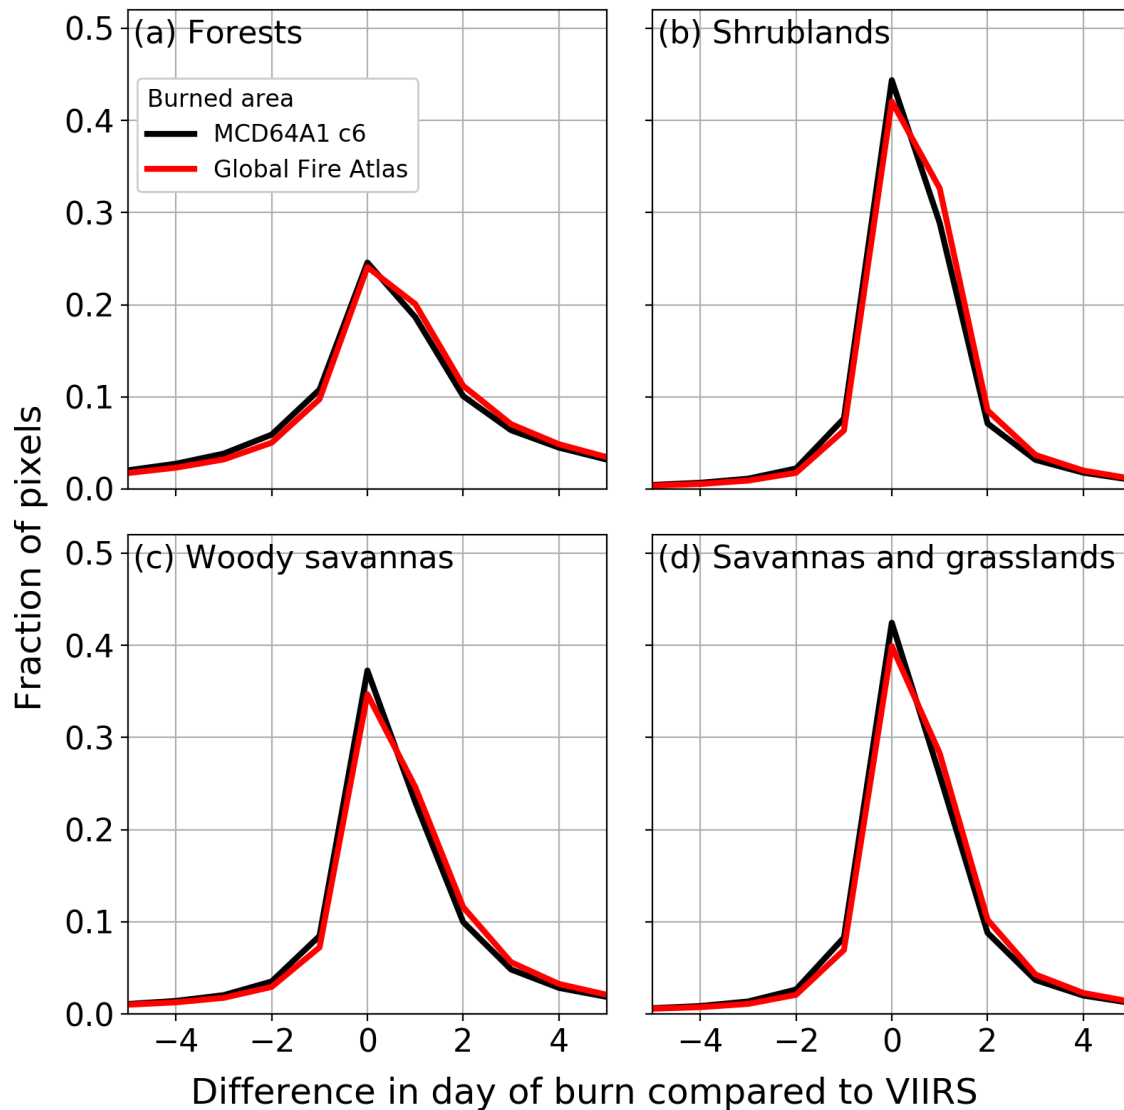 (a) Forests
Burned area
MCD64A1 c6
Global Fire Atlas
0.5
0.4
0.3
0.2
0.1
0.0
(b) Shrublands
Fraction of pixels
(c) Woody savannas
0.5
0.4
0.3
0.2
0.1
0.0
−4 −2 0 2 4
(d) Savannas and grasslands
−4 −2 0 2 4
Difference in day of burn compared to VIIRS